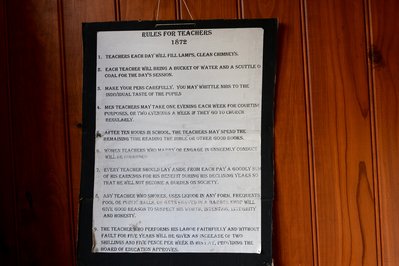 RULES FOR TEACHERS
1872
1. TEACHERS EACH DAY WILL FILL LAMPS, CLEAN CHIMNEYS.
2. EACH TEACHER WILL BRING A BUCKET OF WATER AND A SCUTTLE O
COAL FOR THE DAY'S SESSION.
3. MAKE YOUR PENS CAREFULLY. YOU MAY WHITTLE NIBS TO THE
INDIVIDUAL TASTE OF THE PUPILS
4. MEN TEACHERS MAY TAKE ONE EVENING EACH WEEK FOR COURTING
PURPOSES, OR TWO EVENINGS A WEEK IF THEY GO TO CHURCH
REGULARLY.
AFTER TEN HOURS IN SCHOOL, THE TEACHERS MAY SPEND THE
REMAINING TIME READING THE BIBLE OR OTHER GOOD BOOKS.
6. WOMEN TEACHERS WHO MARRY OR ENGAGE IN UNSEEMLY CONDUCT
WILL BE DISMISSED
7. EVERY TEACHER SHOULD LAY ASIDE FROM EACH PAY A GOODLY SUM
OF HIS EARNINGS FOR HIS BENEFIT DURING HIS DECLINING YEARS SO
THAT HE WILL NOT BECOME A BURDEN ON SOCIETY.
8. ANY TEACHER WHO SMOKES, USES LIQUOR IN ANY FORM, FREQUENTS
POOL OR PUBLIC HALLS, OR GETS SHAVED IN A BARBER SHOP WILL
GIVE GOOD REASON TO SUSPECT HIS WORTH, INTENTION, INTEGRITY
AND HONESTY.
9. THE TEACHER WHO PERFORMS HIS LABOR FAITHFULLY AND WITHOUT
FAULT FOR FIVE YEARS WILL BE GIVEN AN INCREASE OF TWO
SHILLINGS AND FIVE PENCE PER WEEK IN HIS PAY, PROVIDING THE
BOARD OF EDUCATION APPROVES.